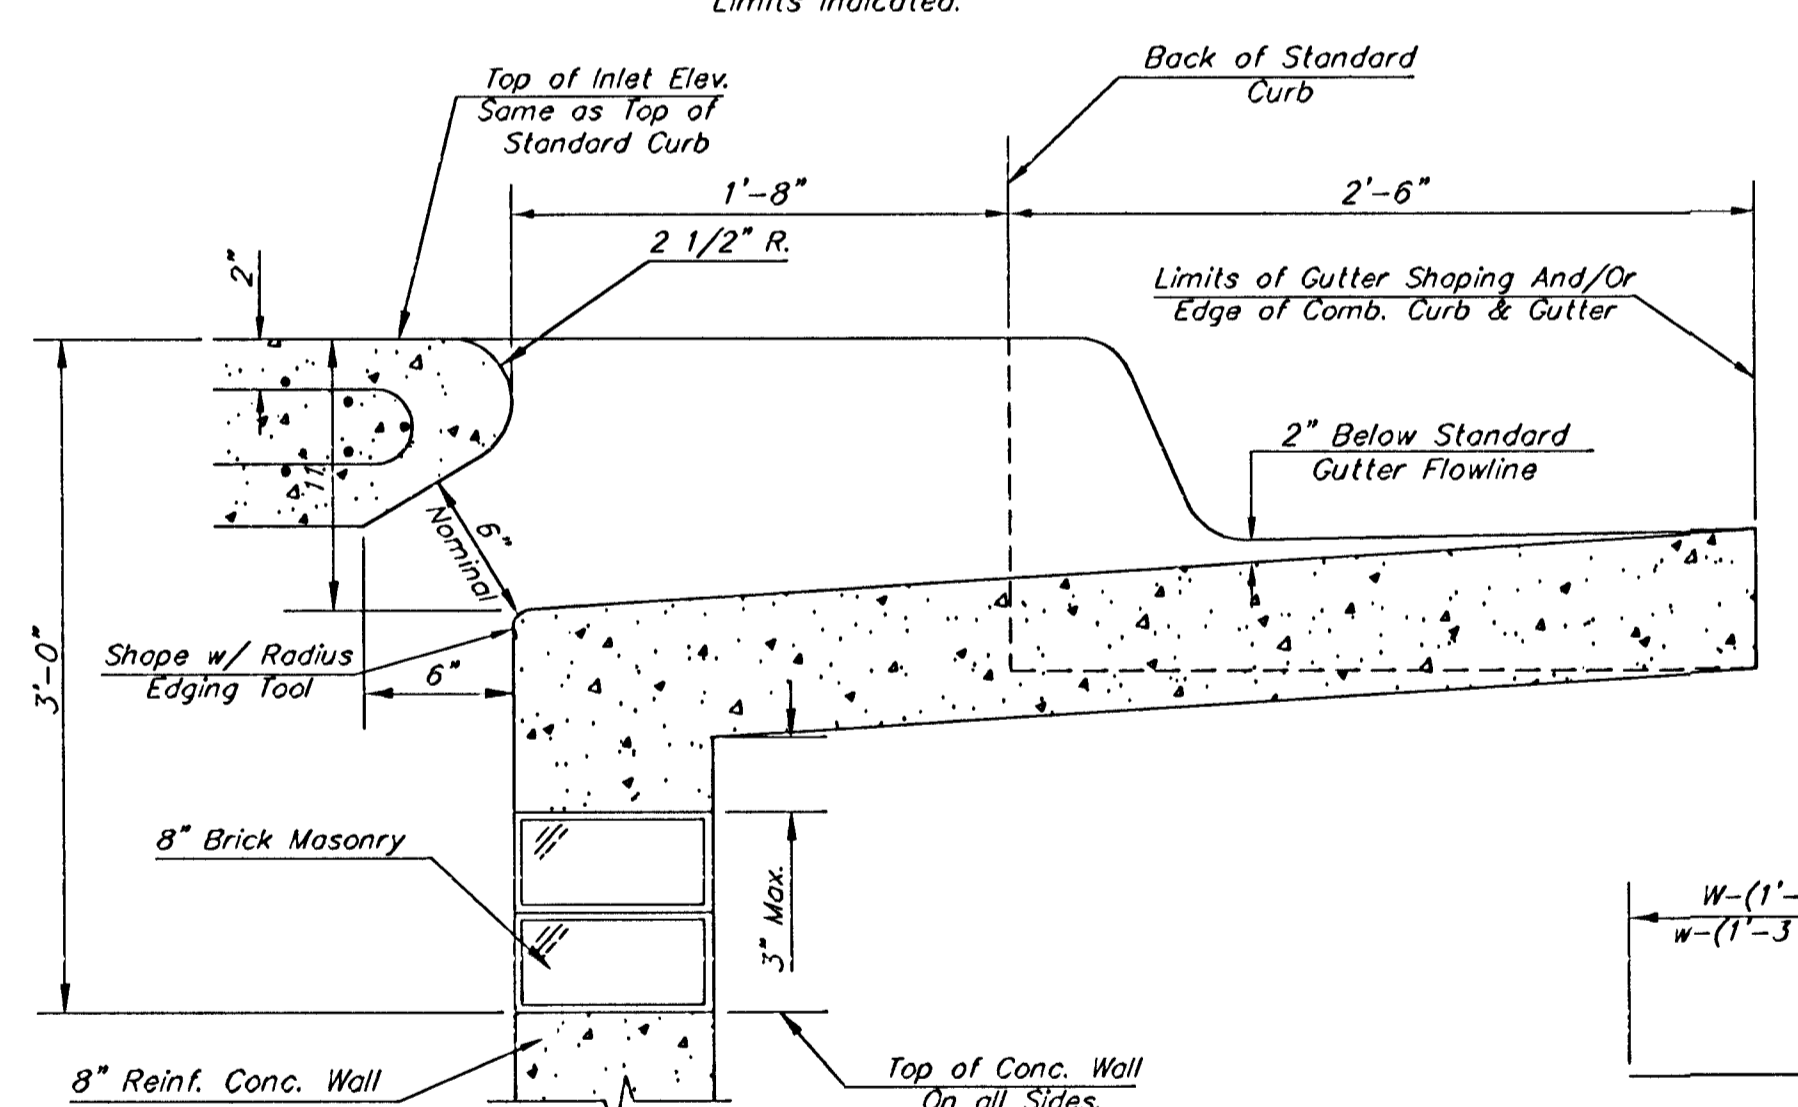 Limits Indicated.
Back of Standard
Curb
Top of Inlet Elev.
Same as Top of
Standard Curb
1'-8"
2'-6"
2 1/2" R.
2"
Limits of Gutter Shaping And/Or
Edge of Comb. Curb & Gutter
2" Below Standard
Gutter Flowline
11"
6"
Nominal
3'-0"
Shape w/ Radius
Edging Tool
6"
8" Brick Masonry
3" Max.
W-(1'-
w-(1'-3
8" Reinf. Conc. Wall
Top of Conc. Wall
On all Sides.